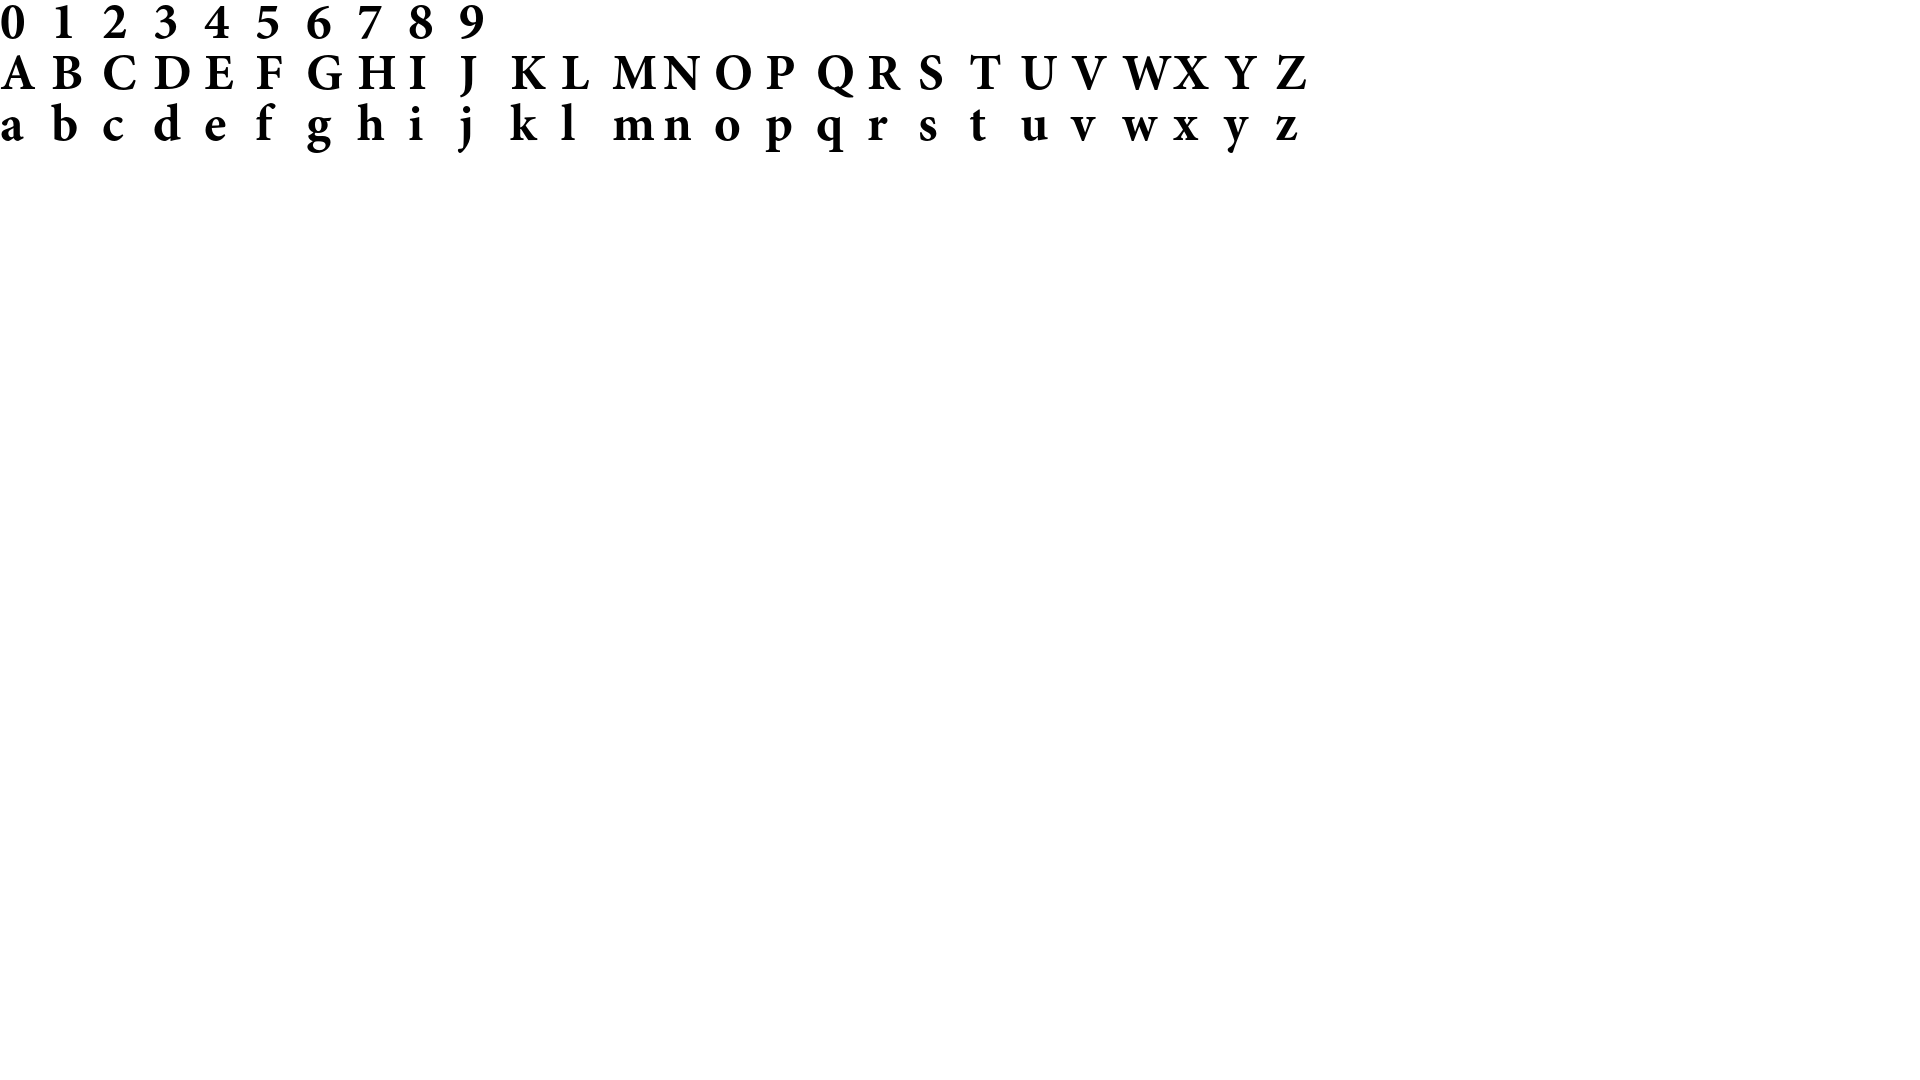 0 1 2 3 4 5 6 7 8 9
A B C D E F G H I J K L M N O P Q R S T U V W X Y Z
a b c d e f g h i j k l m n o p q r s t u v w x y z